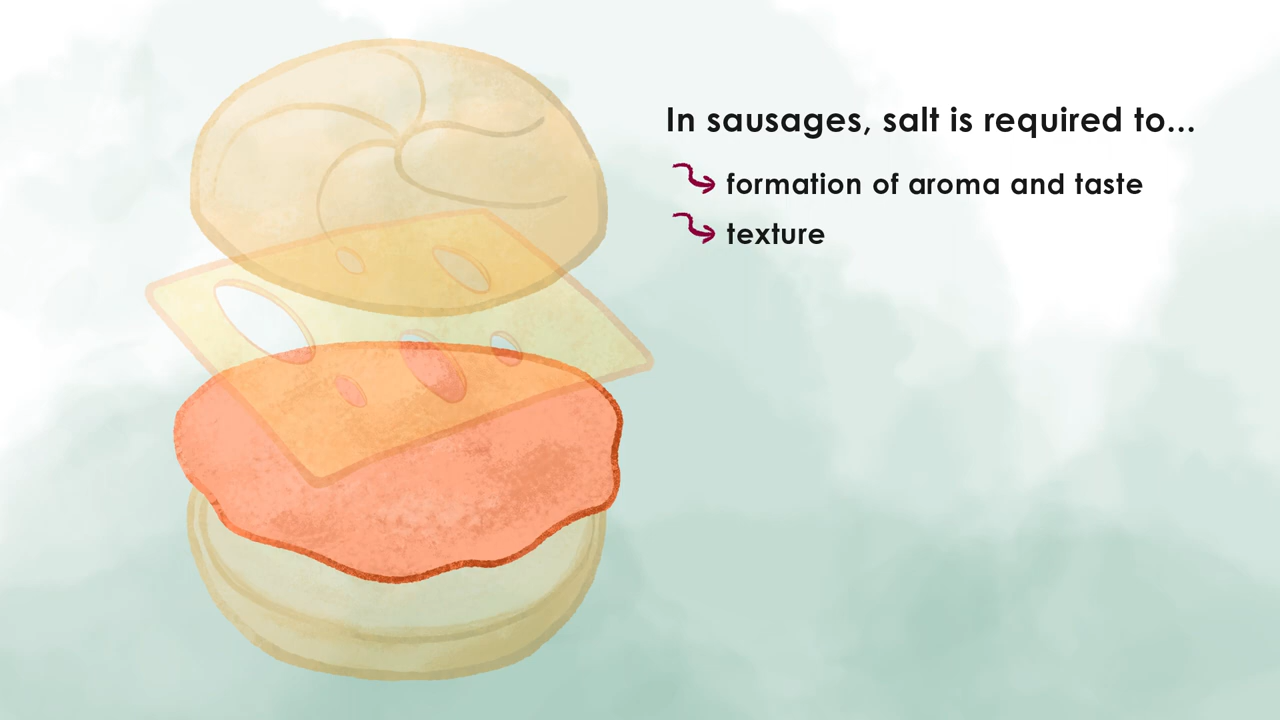 In sausages, salt is required to...
formation of aroma and taste
texture